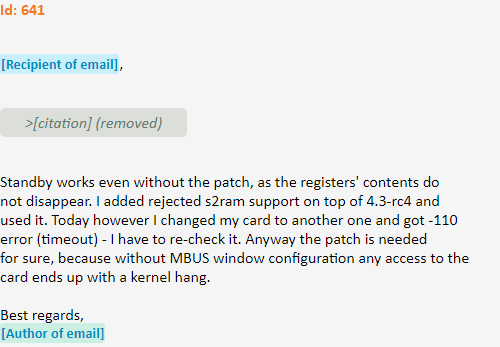 Id: 641
[Recipient of email],
>[citation] (removed)
Standby works even without the patch, as the registers' contents do
not disappear. I added rejected s2ram support on top of 4.3-rc4 and
used it. Today however I changed my card to another one and got -110
error (timeout) - I have to re-check it. Anyway the patch is needed
for sure, because without MBUS window configuration any access to the
card ends up with a kernel hang.
Best regards,
[Author of email]